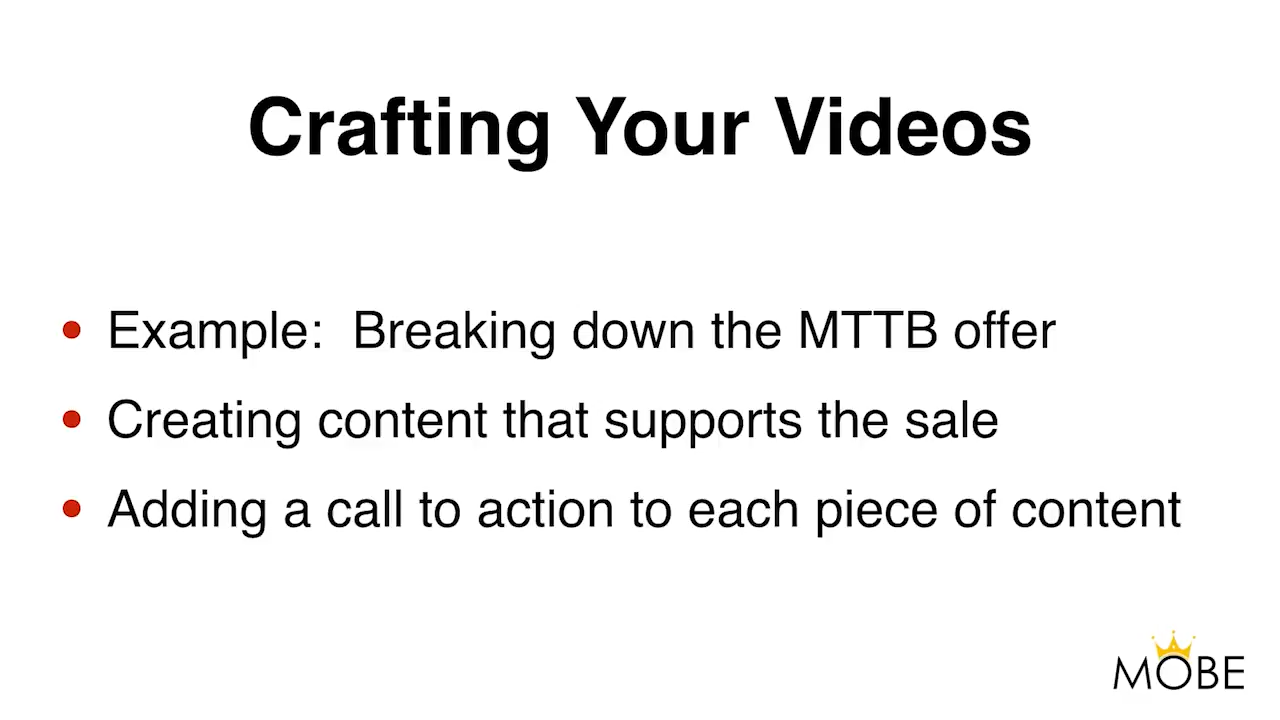 Crafting Your Videos
• Example:  Breaking down the MTTB offer
• Creating content that supports the sale
• Adding a call to action to each piece of content
MOBE